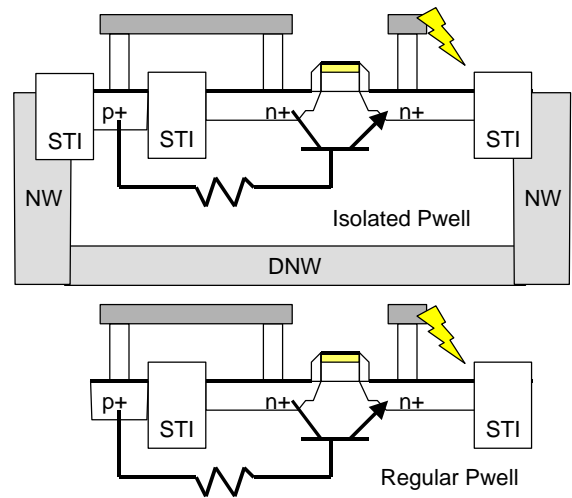 p+
n+
n+
STI
STI
STI
NW
NW
Isolated Pwell
DNW
p+
n+
n+
STI
STI
Regular Pwell